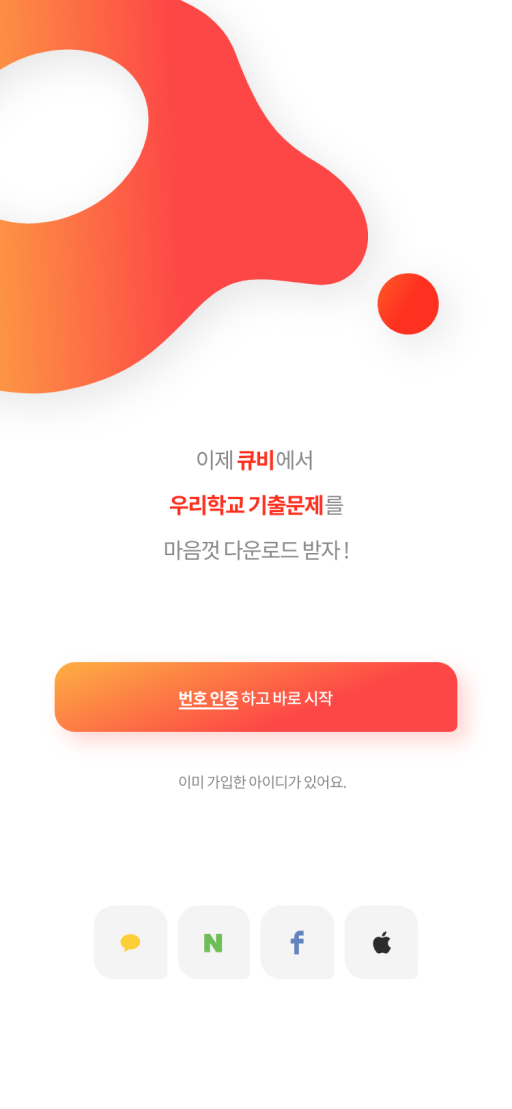 이제 큐비에서
우리학교 기출문제를
마음껏 다운로드 받자!
번호 인증 하고 바로 시작
이미 가입한 아이디가 있어요.
N f